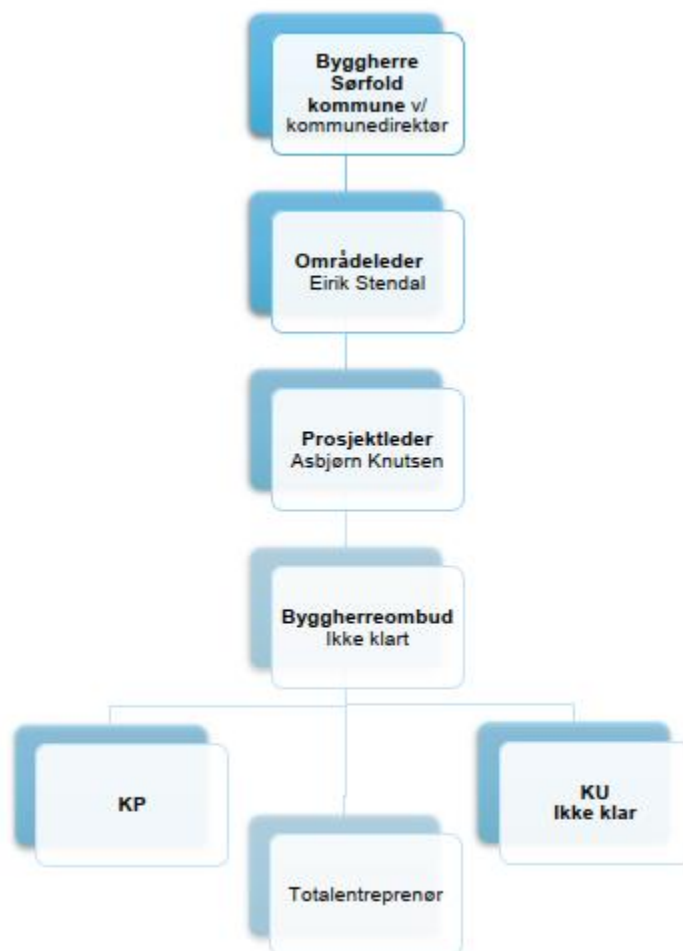 Byggherre
Sørfold
kommune v/
kommunedirektør
Områdeleder
Eirik Stendal
Prosjektleder
Asbjørn Knutsen
Byggherreombud
Ikke klart
KP
KU
Ikke klar
Totalentreprenør